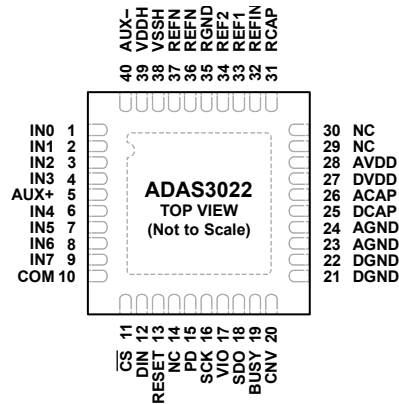 40 AUX–
39 VDDH
38 VSSH
37 REFN
36 REFN
35 RGND
34 REF2
33 REF1
32 REFIN
31 RCAP
IN0 1
IN1 2
IN2 3
IN3 4
AUX+ 5
IN4 6
IN5 7
IN6 8
IN7 9
COM 10
ADAS3022
TOP VIEW
(Not to Scale)
30 NC
29 NC
28 AVDD
27 DVDD
26 ACAP
25 DCAP
24 AGND
23 AGND
22 DGND
21 DGND
CS 11
DIN 12
RESET 13
NC 14
PD 15
SCK 16
VIO 17
SDO 18
BUSY 19
CNV 20